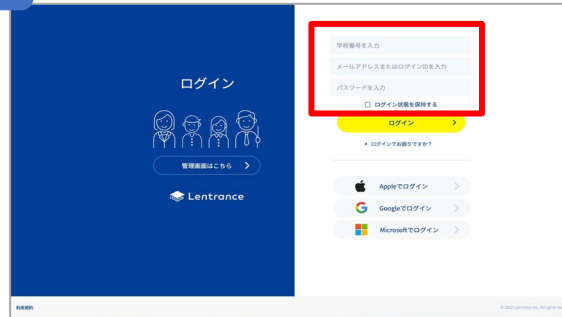 ログイン
管理画面はこちら
Lentrance
学校番号を入力
メールアドレスまたはログインIDを入力
パスワードを入力
ログイン状態を保持する
ログイン
ログインでお困りですか？
Appleでログイン
Googleでログイン
Microsoftでログイン
利用規約
© 2022 Lentrance Inc. All rights